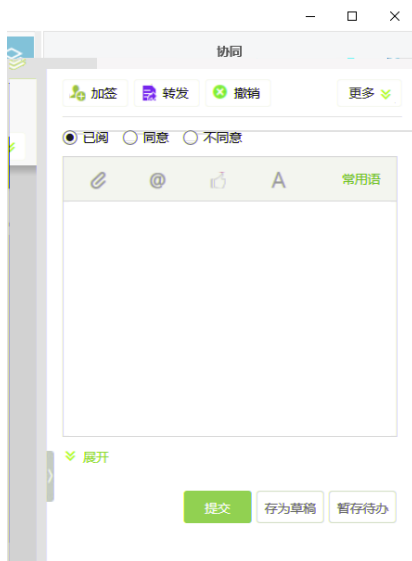 协同
加签 转发 撤销 更多
已阅 同意 不同意
@ A 常用语
展开
提交 存为草稿 暂存待办